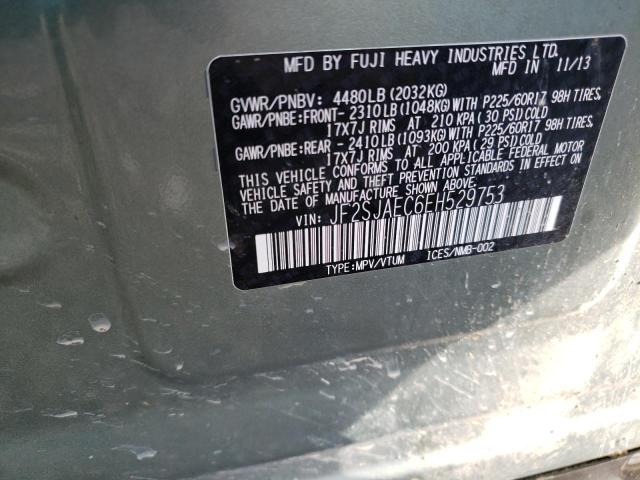 MFD BY FUJI HEAVY INDUSTRIES LTD.
MFD IN 11/13
GVWR/PNBV: 4480LB (2032KG)
GAWR/PNBE:FRONT- 2310LB (1048KG) WITH P225/60R17 98H TIRES,
17X7J RIMS AT 210 KPA ( 30 PSI) COLD
GAWR/PNBE:REAR - 2410LB (1093KG) WITH P225/60R17 98H TIRES,
17X7J RIMS AT 200 KPA ( 29 PSI) COLD
THIS VEHICLE CONFORMS TO ALL APPLICABLE FEDERAL MOTOR
VEHICLE SAFETY AND THEFT PREVENTION STANDARDS IN EFFECT ON
THE DATE OF MANUFACTURE SHOWN ABOVE.
VIN: JF2SJAEC6EH529753
TYPE:MPV/VTUM ICES/NMB-002